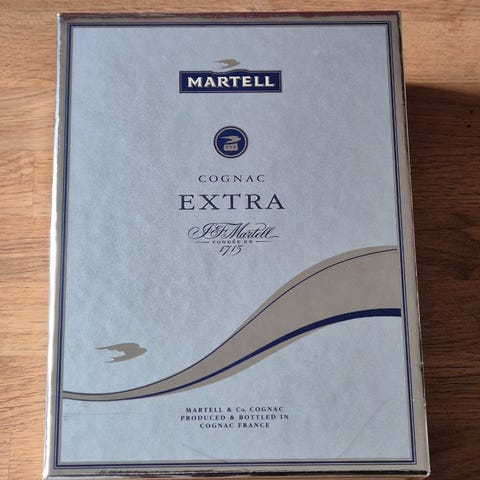 MARTELL
COGNAC
EXTRA
J&F Martell
FONDÉE EN
1715
MARTELL & Co. COGNAC
PRODUCED & BOTTLED IN
COGNAC FRANCE